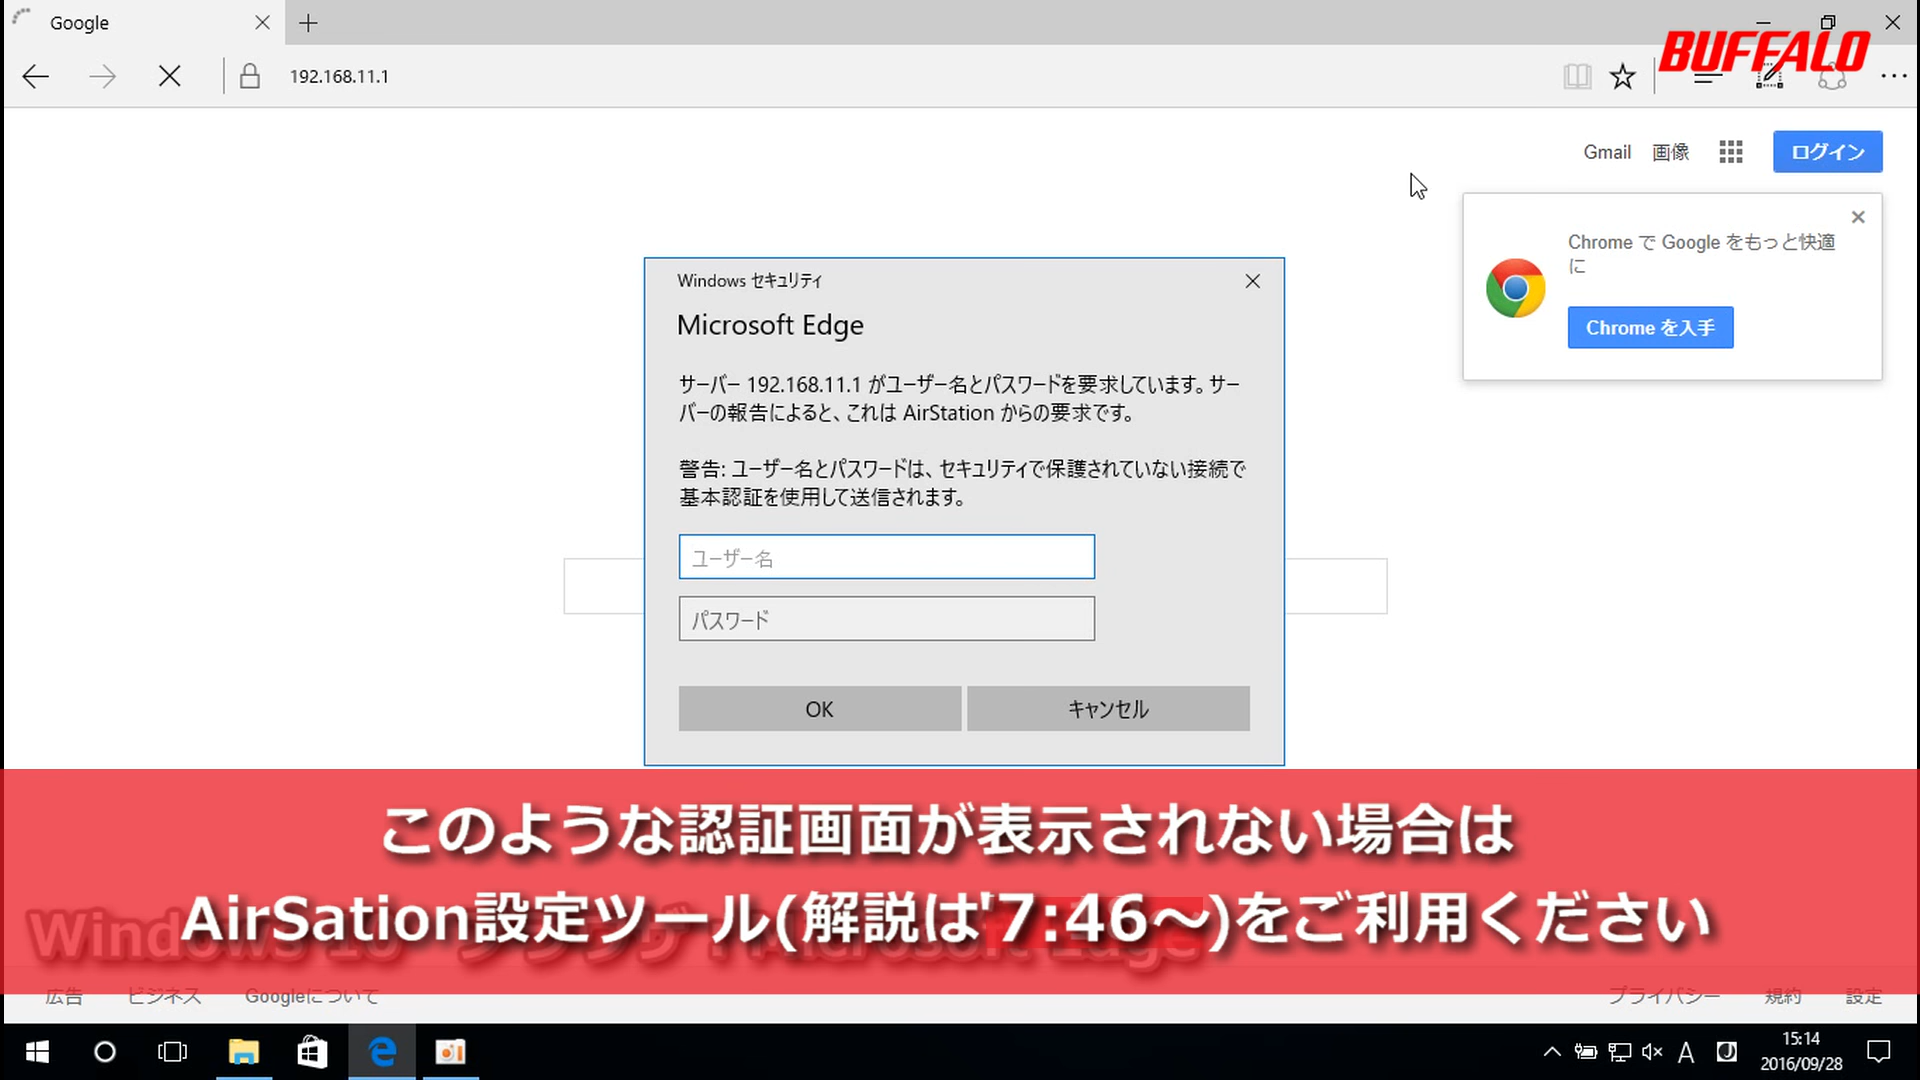 Google
BUFFALO
192.168.11.1
Gmail 画像 ログイン
Chrome で Google をもっと快適
に
Chrome を入手
Windows セキュリティ
Microsoft Edge
サーバー 192.168.11.1 がユーザー名とパスワードを要求しています。サー
バーの報告によると、これは AirStation からの要求です。
警告: ユーザー名とパスワードは、セキュリティで保護されていない接続で
基本認証を使用して送信されます。
ユーザー名
パスワード
OK キャンセル
このような認証画面が表示されない場合は
AirSation設定ツール(解説は'7:46～)をご利用ください
Windows 10 ブラウザ：Microsoft Edge
広告 ビジネス Googleについて プライバシー 規約 設定
A J 15:14
2016/09/28